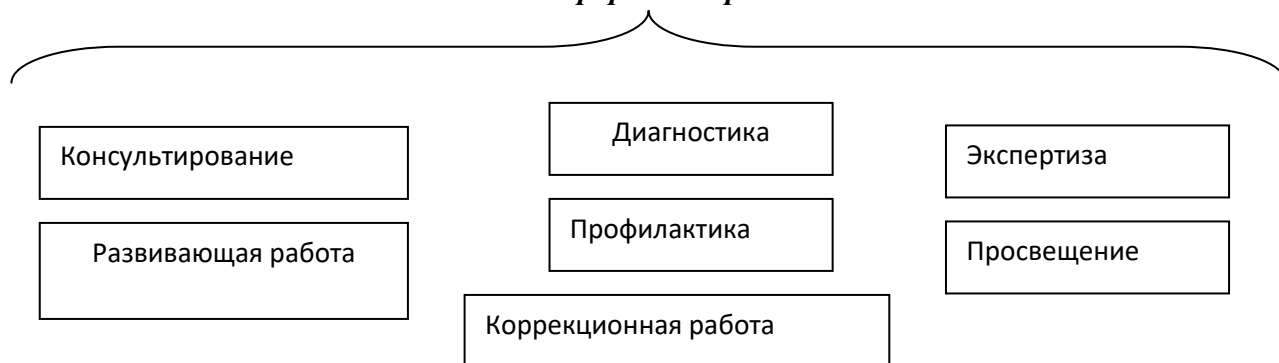 Диагностика
Консультирование
Экспертиза
Профилактика
Развивающая работа
Просвещение
Коррекционная работа